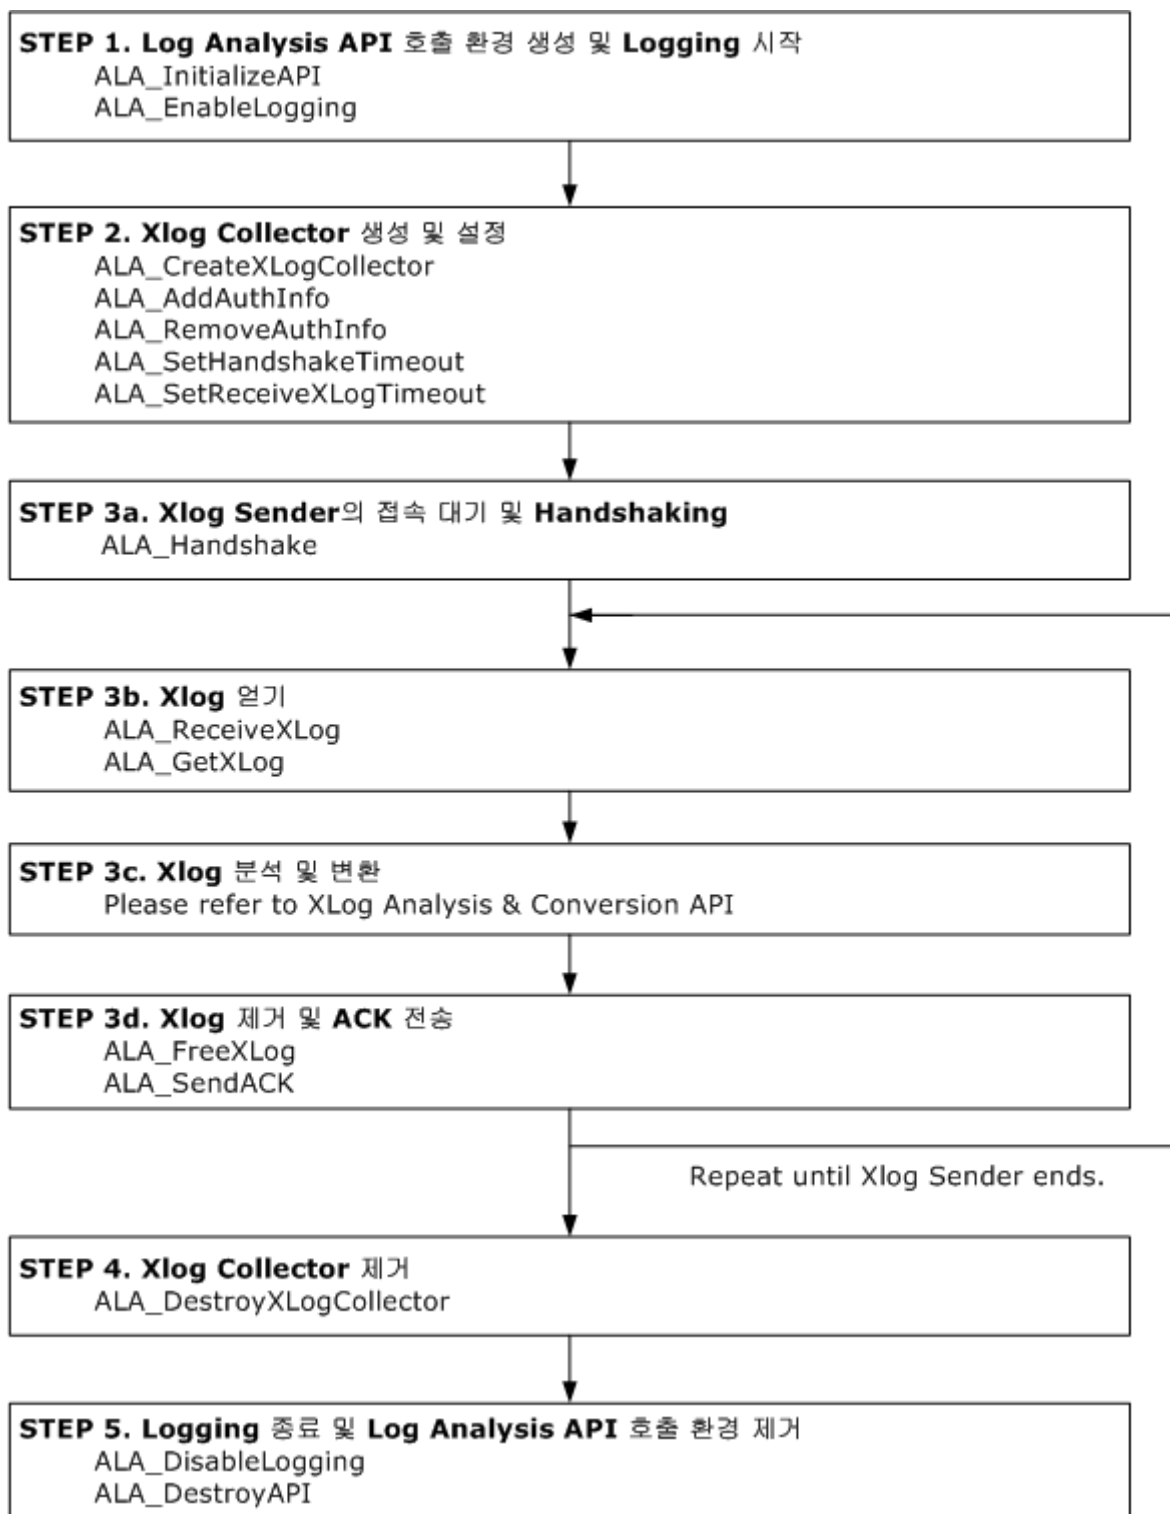 STEP 1. Log Analysis API 호출 환경 생성 및 Logging 시작
ALA_InitializeAPI
ALA_EnableLogging
STEP 2. Xlog Collector 생성 및 설정
ALA_CreateXLogCollector
ALA_AddAuthInfo
ALA_RemoveAuthInfo
ALA_SetHandshakeTimeout
ALA_SetReceiveXLogTimeout
STEP 3a. Xlog Sender의 접속 대기 및 Handshaking
ALA_Handshake
STEP 3b. Xlog 얻기
ALA_ReceiveXLog
ALA_GetXLog
STEP 3c. Xlog 분석 및 변환
Please refer to XLog Analysis & Conversion API
STEP 3d. Xlog 제거 및 ACK 전송
ALA_FreeXLog
ALA_SendACK
Repeat until Xlog Sender ends.
STEP 4. Xlog Collector 제거
ALA_DestroyXLogCollector
STEP 5. Logging 종료 및 Log Analysis API 호출 환경 제거
ALA_DisableLogging
ALA_DestroyAPI